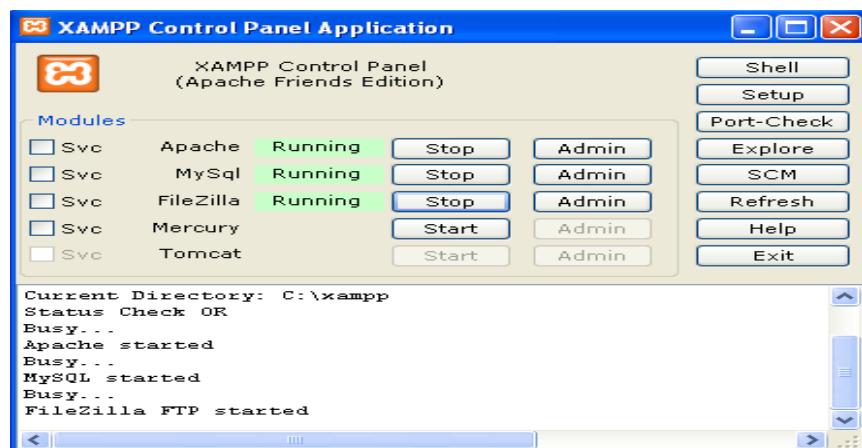 XAMPP Control Panel Application
XAMPP Control Panel
(Apache Friends Edition)
Shell
Setup
Port-Check
Explore
SCM
Refresh
Help
Exit
Modules
Svc Apache Running Stop Admin
Svc MySql Running Stop Admin
Svc FileZilla Running Stop Admin
Svc Mercury Start Admin
Svc Tomcat Start Admin
Current Directory: C:\xampp
Status Check OK
Busy...
Apache started
Busy...
MySQL started
Busy...
FileZilla FTP started